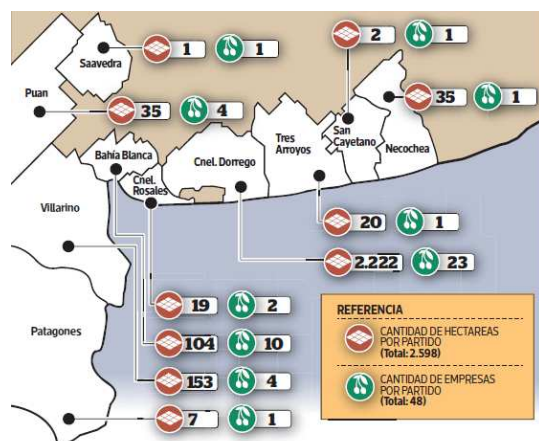 Saavedra
1 1
2 1
Puan
35 4
35 1
Tres
Arroyos
San
Cayetano
Necochea
Bahía Blanca
Cnel. Dorrego
Cnel.
Rosales
Villarino
20 1
2.222 23
19 2
104 10
153 4
7 1
Patagones
REFERENCIA
CANTIDAD DE HECTAREAS
POR PARTIDO
(Total: 2.598)
CANTIDAD DE EMPRESAS
POR PARTIDO
(Total: 48)